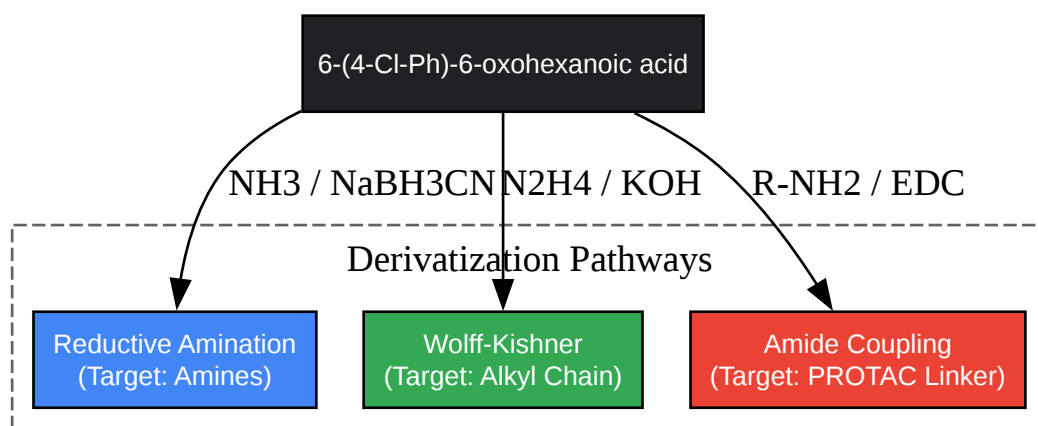 6-(4-Cl-Ph)-6-oxohexanoic acid
NH3 / NaBH3CN
N2H4 / KOH
R-NH2 / EDC
Derivatization Pathways
Reductive Amination
(Target: Amines)
Wolff-Kishner
(Target: Alkyl Chain)
Amide Coupling
(Target: PROTAC Linker)